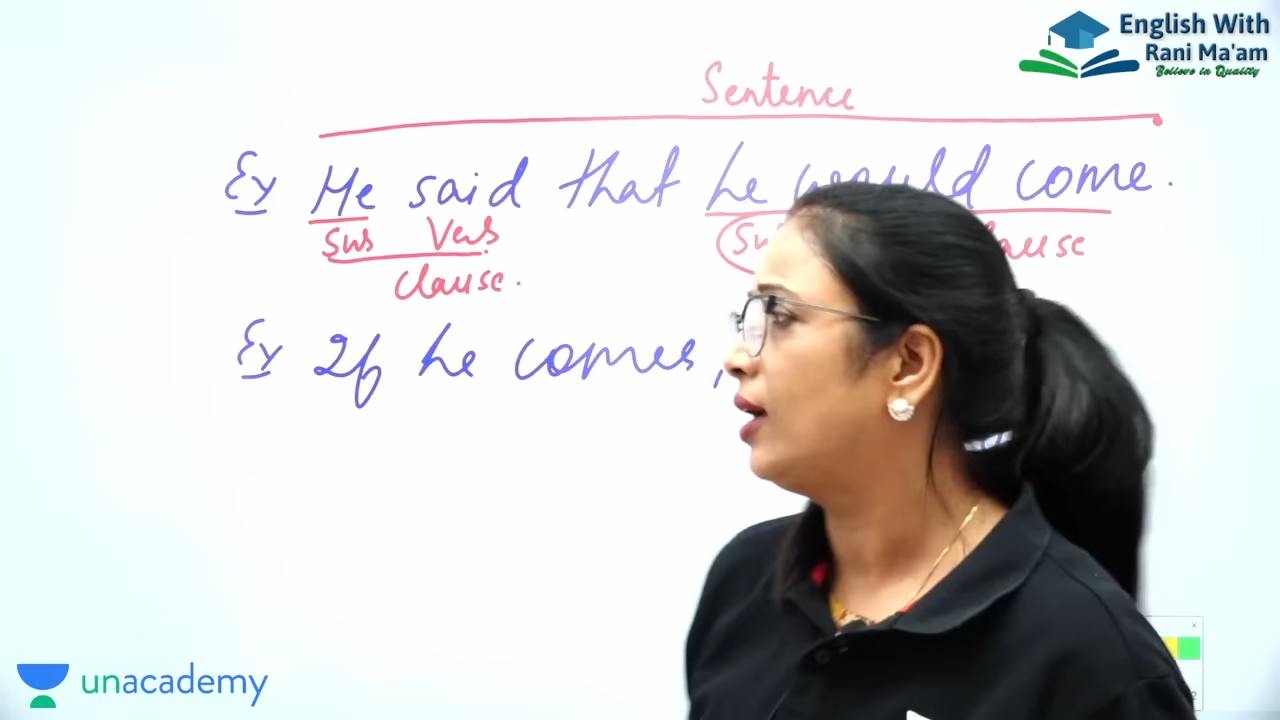 English With
Rani Ma'am
Believe in Quality
Sentence
Ex He said that he would come.
Sub Verb
clause.
clause
Ex If he comes,
unacademy